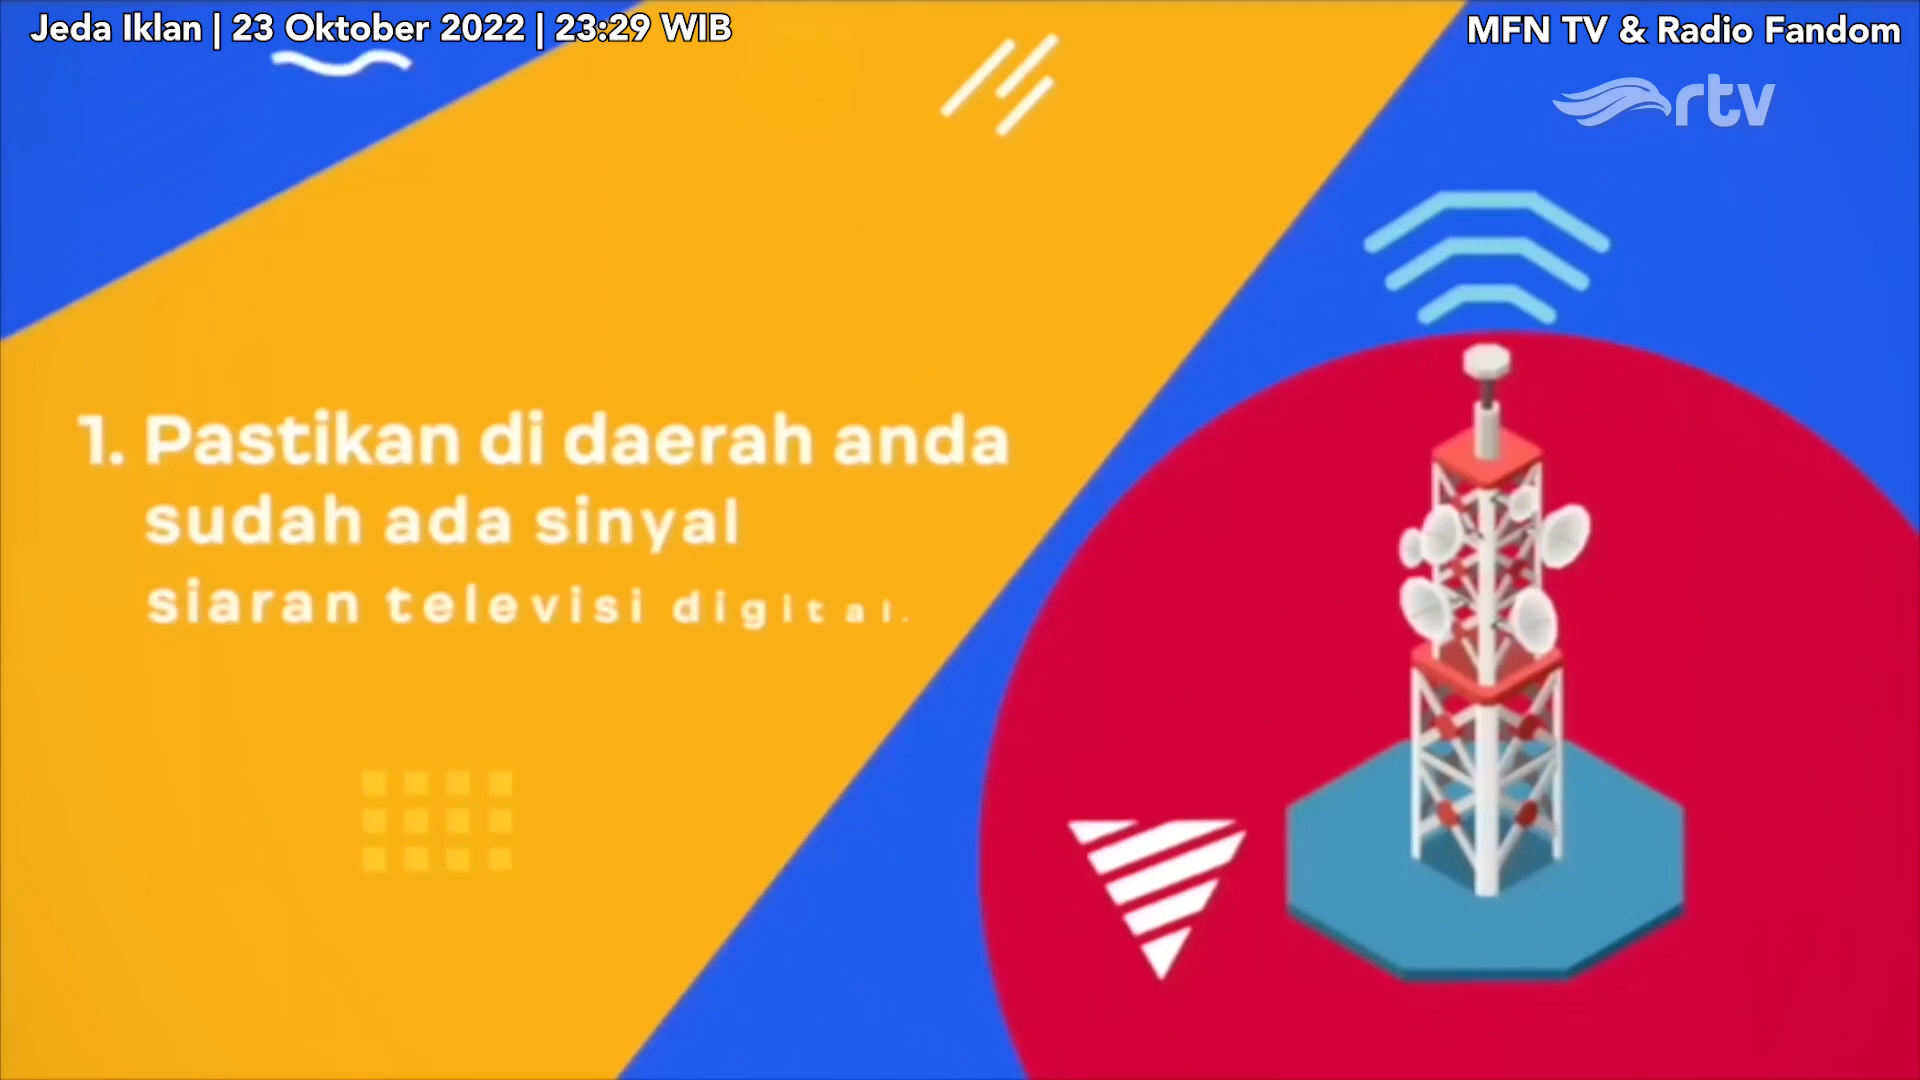 Jeda Iklan | 23 Oktober 2022 | 23:29 WIB
MFN TV & Radio Fandom
rtv
1. Pastikan di daerah anda
sudah ada sinyal
siaran televisi digital.